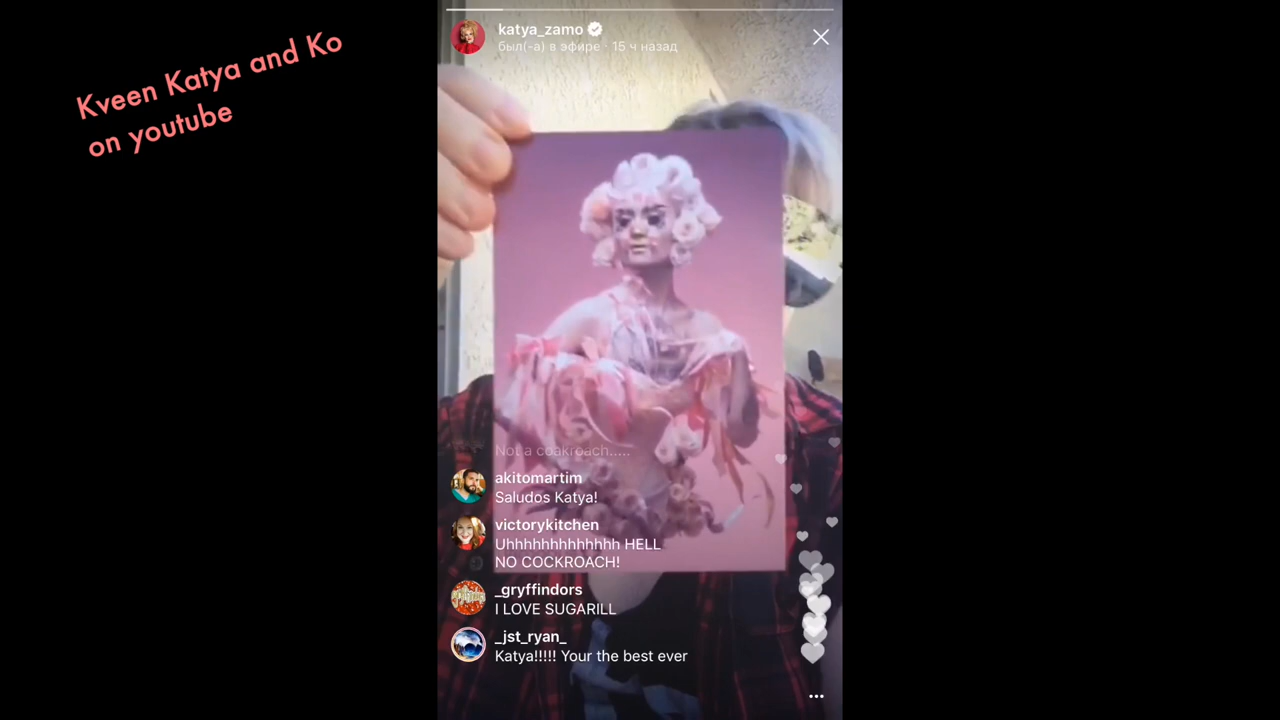 Kveen Katya and Ko
on youtube
katya_zamo
был(-а) в эфире · 15 ч назад
Not a coakroach.....
akitomartim
Saludos Katya!
victorykitchen
Uhhhhhhhhhhhhh HELL
NO COCKROACH!
_gryffindors
I LOVE SUGARILL
_jst_ryan_
Katya!!!!! Your the best ever